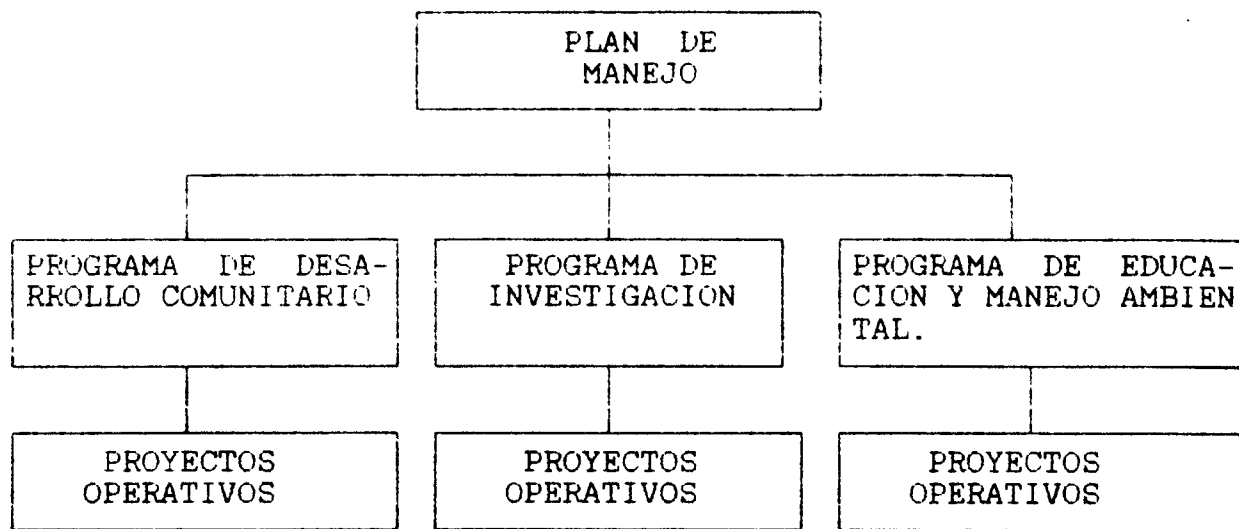 PLAN DE
MANEJO
PROGRAMA DE DESA-
RROLLO COMUNITARIO
PROGRAMA DE
INVESTIGACION
PROGRAMA DE EDUCA-
CION Y MANEJO AMBIEN
TAL.
PROYECTOS
OPERATIVOS
PROYECTOS
OPERATIVOS
PROYECTOS
OPERATIVOS